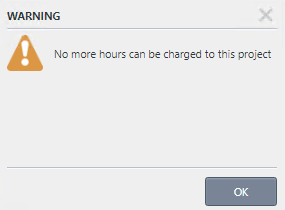 WARNING
No more hours can be charged to this project
OK